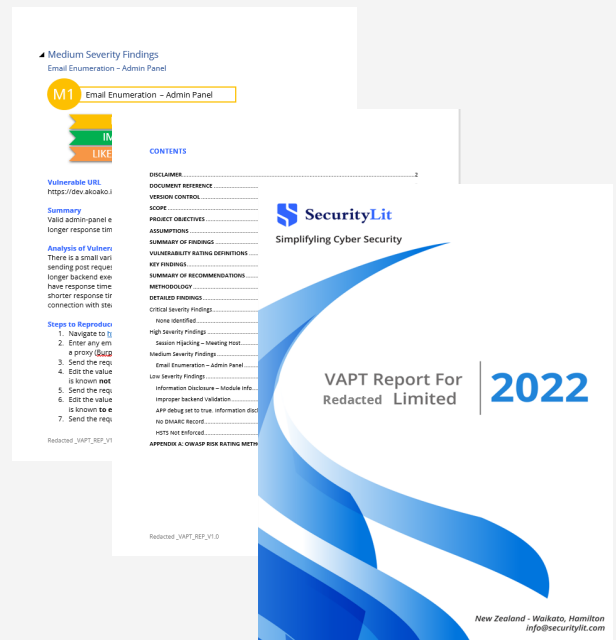 Medium Severity Findings
Email Enumeration – Admin Panel
M1
Email Enumeration – Admin Panel
Vulnerable URL
https://dev.akoako.i
Summary
Valid admin-panel e
longer response tim
Analysis of Vulnera
There is a small vari
sending post reques
longer backend exe
have response time
shorter response ti
connection with ste
Steps to Reproduc
1. Navigate to
2. Enter any em
a proxy (Burp
3. Send the requ
4. Edit the value
is known not
5. Send the requ
6. Edit the value
is known to e
7. Send the requ
Redacted _VAPT_REP_V1
CONTENTS
DISCLAIMER 2
DOCUMENT REFERENCE
VERSION CONTROL
SCOPE
PROJECT OBJECTIVES
ASSUMPTIONS
SUMMARY OF FINDINGS
VULNERABILITY RATING DEFINITIONS
KEY FINDINGS
SUMMARY OF RECOMMENDATIONS
METHODOLOGY
DETAILED FINDINGS
Critical Severity Findings
None Identified
High Severity Findings
Session Hijacking – Meeting Host
Medium Severity Findings
Email Enumeration – Admin Panel
Low Severity Findings
Information Disclosure – Module Info
Improper backend Validation
APP debug set to true. Information discl
No DMARC Record
HSTS Not Enforced
APPENDIX A: OWASP RISK RATING METH
Redacted _VAPT_REP_V1.0
SecurityLit
Simplifyling Cyber Security
VAPT Report For
Redacted Limited
2022
New Zealand - Waikato, Hamilton
info@securitylit.com